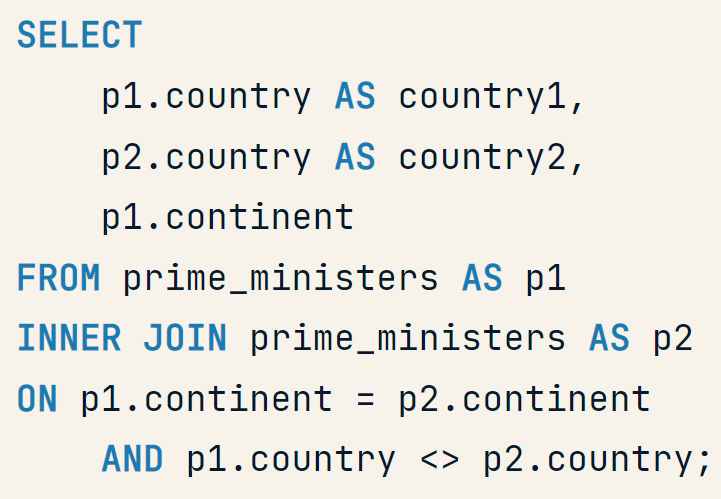 SELECT
    p1.country AS country1,
    p2.country AS country2,
    p1.continent
FROM prime_ministers AS p1
INNER JOIN prime_ministers AS p2
ON p1.continent = p2.continent
    AND p1.country <> p2.country;